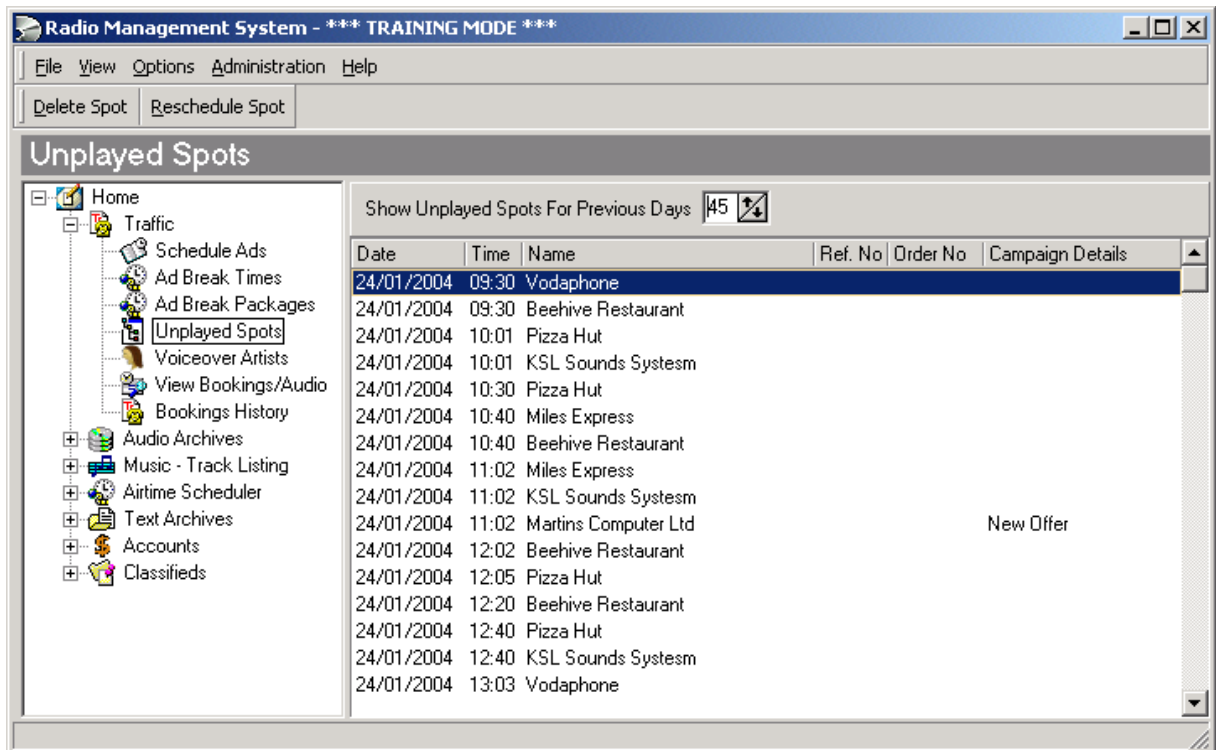 Radio Management System - *** TRAINING MODE ***
File View Options Administration Help
Delete Spot Reschedule Spot
Unplayed Spots
Home
Traffic
Schedule Ads
Ad Break Times
Ad Break Packages
Unplayed Spots
Voiceover Artists
View Bookings/Audio
Bookings History
Audio Archives
Music - Track Listing
Airtime Scheduler
Text Archives
Accounts
Classifieds
Show Unplayed Spots For Previous Days 45
Date Time Name Ref. No Order No Campaign Details
24/01/2004 09:30 Vodaphone
24/01/2004 09:30 Beehive Restaurant
24/01/2004 10:01 Pizza Hut
24/01/2004 10:01 KSL Sounds Systesm
24/01/2004 10:30 Pizza Hut
24/01/2004 10:40 Miles Express
24/01/2004 10:40 Beehive Restaurant
24/01/2004 11:02 Miles Express
24/01/2004 11:02 KSL Sounds Systesm
24/01/2004 11:02 Martins Computer Ltd New Offer
24/01/2004 12:02 Beehive Restaurant
24/01/2004 12:05 Pizza Hut
24/01/2004 12:20 Beehive Restaurant
24/01/2004 12:40 Pizza Hut
24/01/2004 12:40 KSL Sounds Systesm
24/01/2004 13:03 Vodaphone